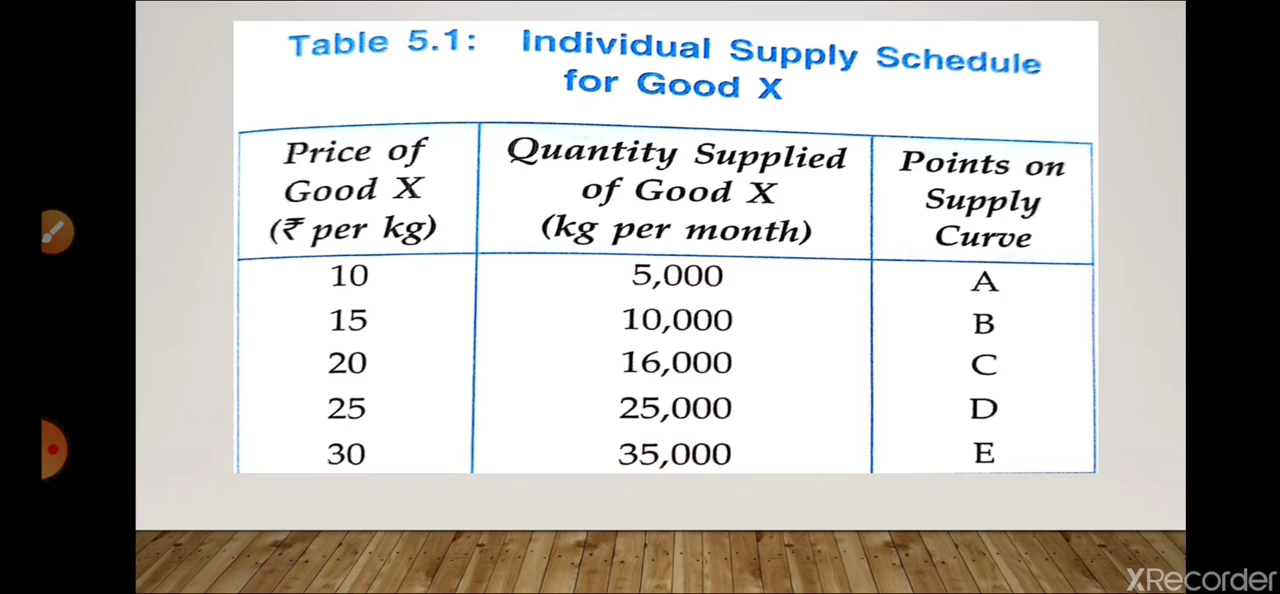 Table 5.1: Individual Supply Schedule
for Good X
Price of
Good X
(₹ per kg)
Quantity Supplied
of Good X
(kg per month)
Points on
Supply
Curve
10 5,000 A
15 10,000 B
20 16,000 C
25 25,000 D
30 35,000 E
XRecorder